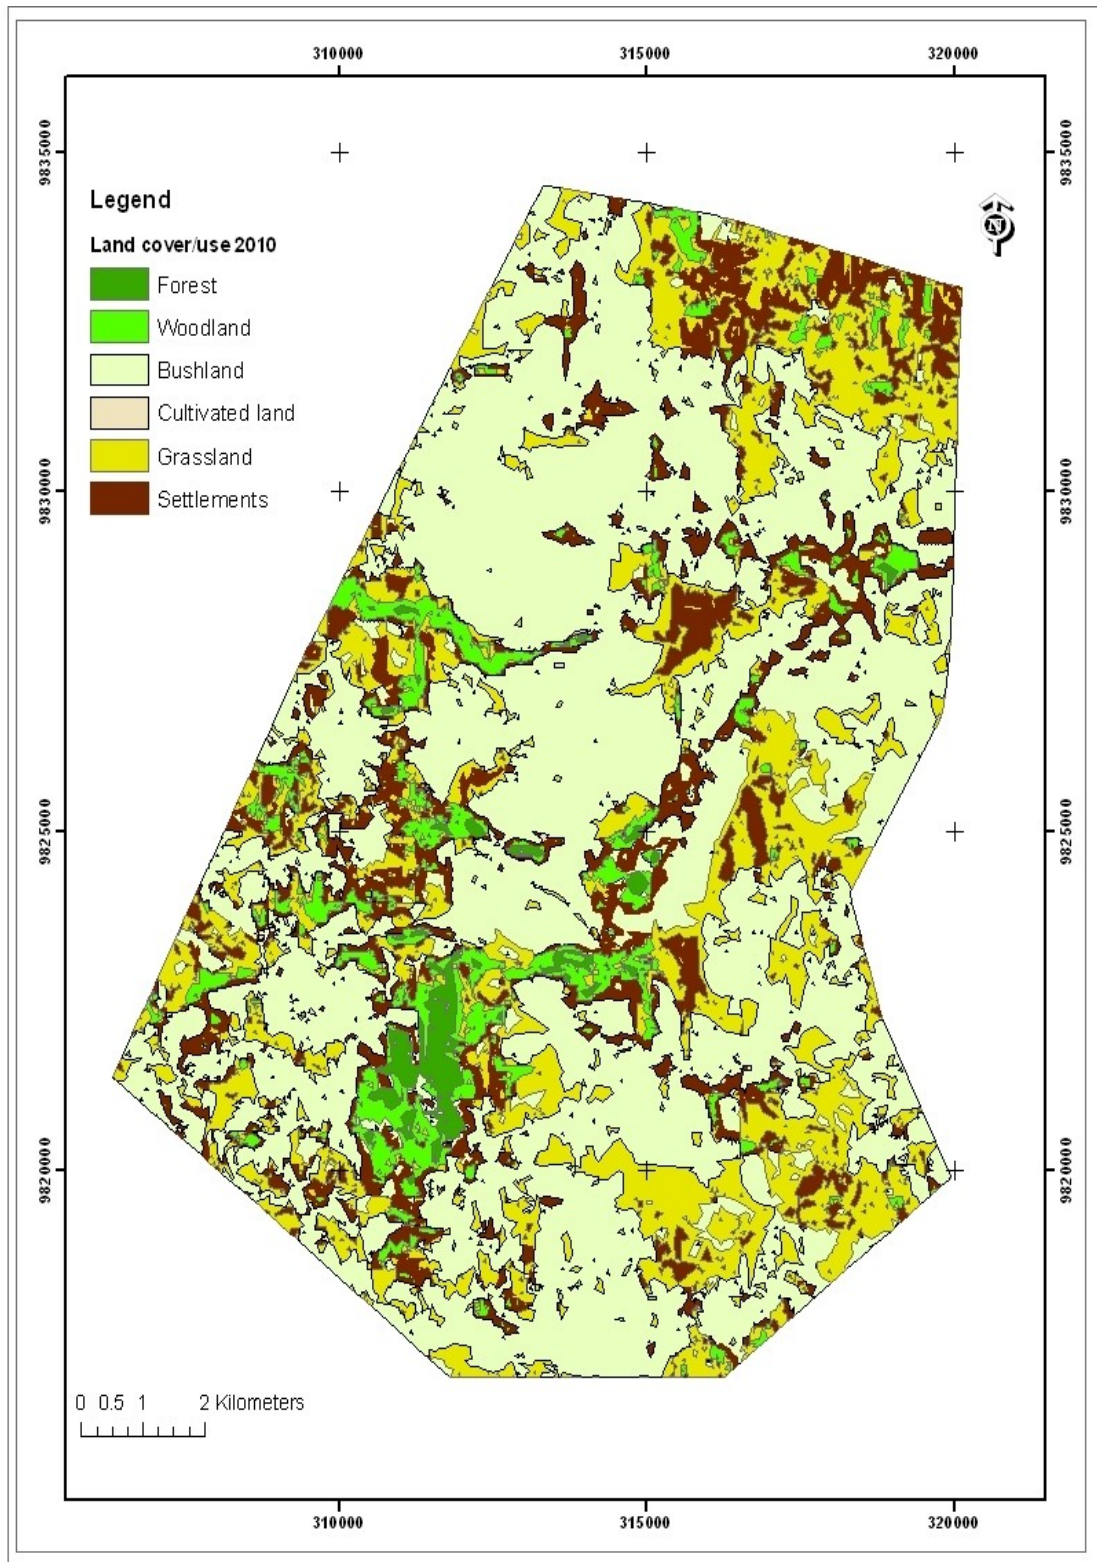 310000 315000 320000
9835000 9835000
Legend
N
Land cover/use 2010
Forest
Woodland
Bushland
Cultivated land
Grassland
Settlements
9830000 9830000
9825000 9825000
9820000 9820000
0 0.5 1 2 Kilometers
310000 315000 320000